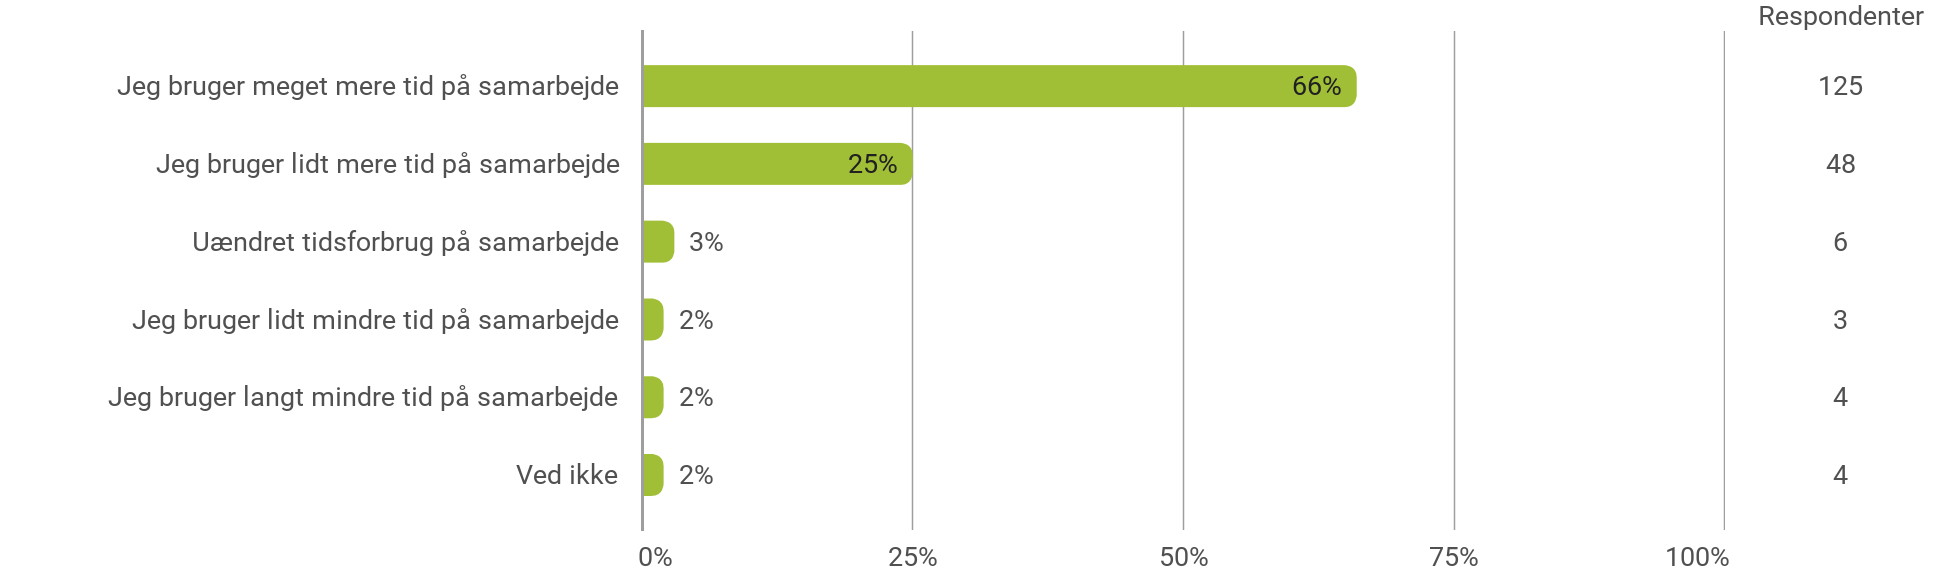 Respondenter
Jeg bruger meget mere tid på samarbejde 66% 125
Jeg bruger lidt mere tid på samarbejde 25% 48
Uændret tidsforbrug på samarbejde 3% 6
Jeg bruger lidt mindre tid på samarbejde 2% 3
Jeg bruger langt mindre tid på samarbejde 2% 4
Ved ikke 2% 4
0% 25% 50% 75% 100%